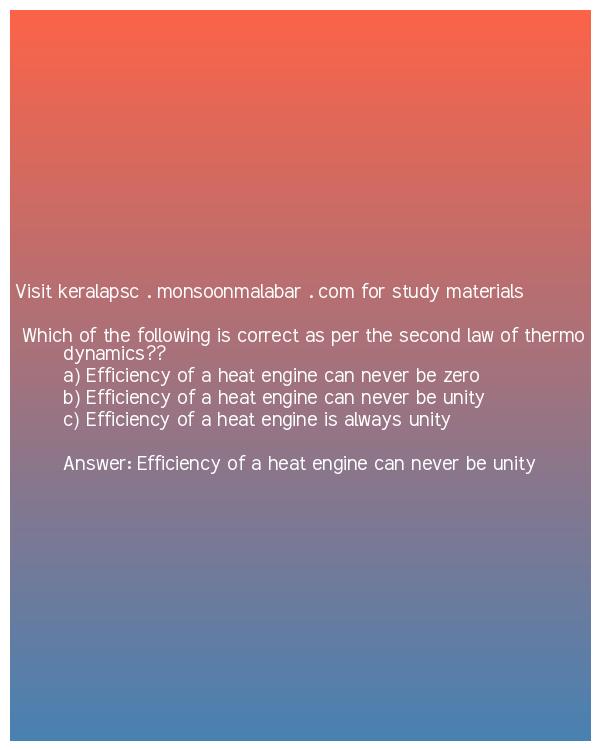 Visit keralapsc . monsoonmalabar . com for study materials
Which of the following is correct as per the second law of thermo
dynamics??
a) Efficiency of a heat engine can never be zero
b) Efficiency of a heat engine can never be unity
c) Efficiency of a heat engine is always unity
Answer: Efficiency of a heat engine can never be unity